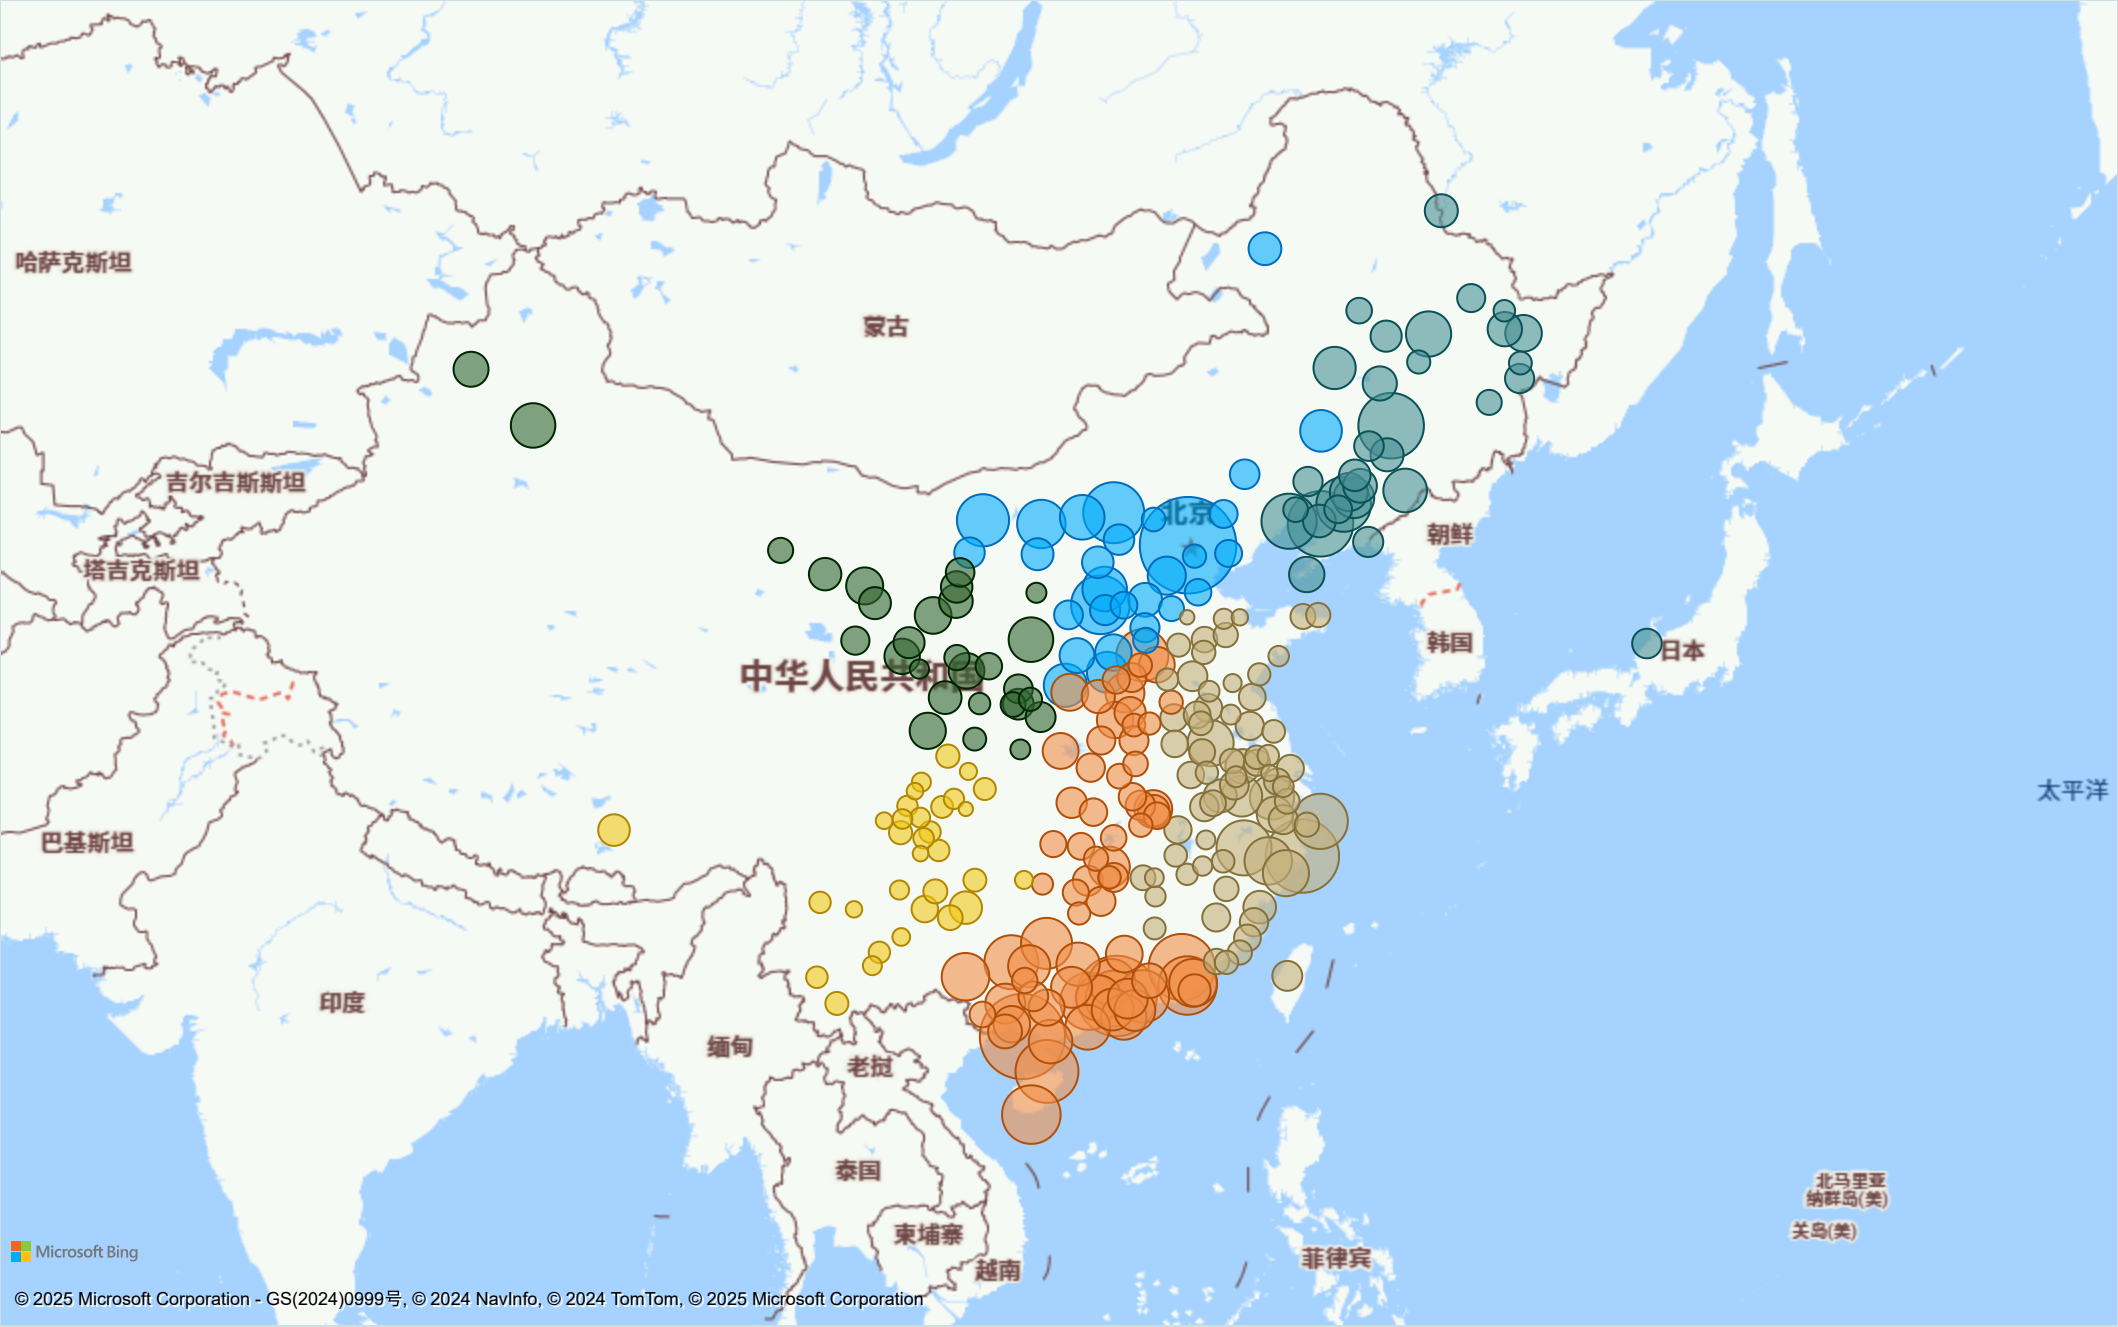 哈萨克斯坦
蒙古
吉尔吉斯斯坦
北京
朝鲜
塔吉克斯坦
韩国
日本
中华人民共和国
太平洋
巴基斯坦
印度
缅甸
老挝
泰国
北马里亚
纳群岛(美)
关岛(美)
柬埔寨
越南
菲律宾
Microsoft Bing
© 2025 Microsoft Corporation - GS(2024)0999号, © 2024 NavInfo, © 2024 TomTom, © 2025 Microsoft Corporation